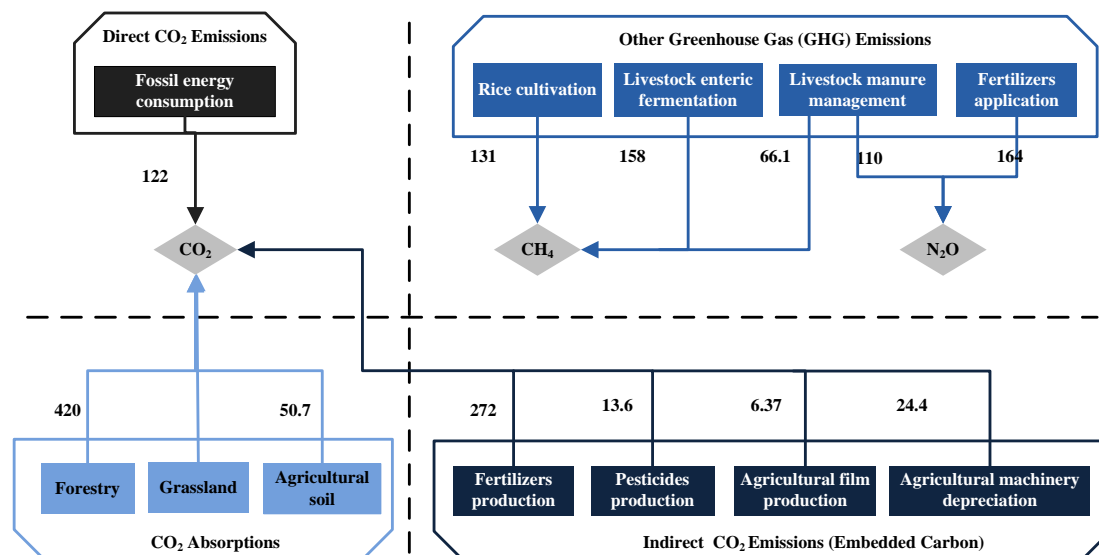 Direct CO₂ Emissions
Fossil energy
consumption
122
CO₂
Other Greenhouse Gas (GHG) Emissions
Rice cultivation
Livestock enteric
fermentation
Livestock manure
management
Fertilizers
application
131
158
66.1
110
164
CH₄
N₂O
420
50.7
Forestry
Grassland
Agricultural
soil
CO₂ Absorptions
272
13.6
6.37
24.4
Fertilizers
production
Pesticides
production
Agricultural film
production
Agricultural machinery
depreciation
Indirect CO₂ Emissions (Embedded Carbon)